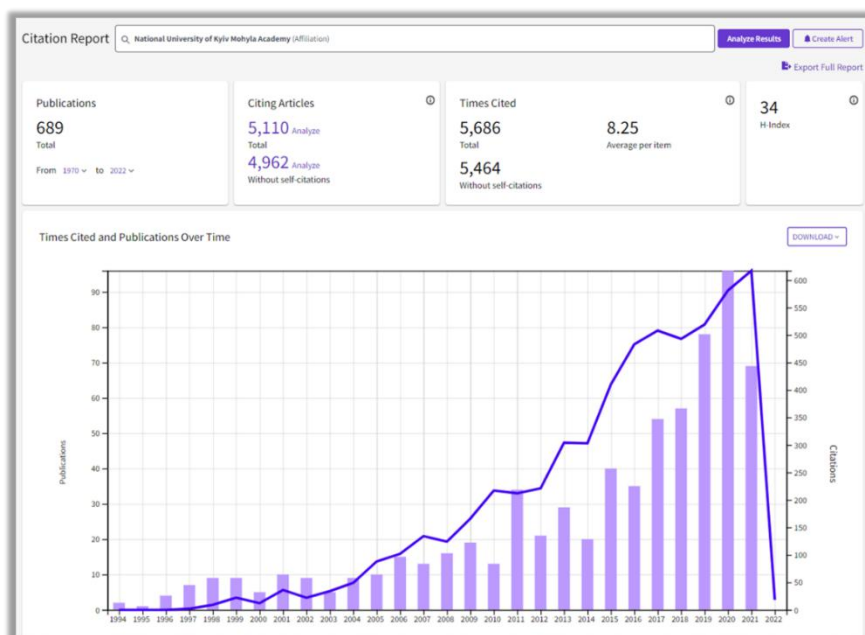 Citation Report
National University of Kyiv Mohyla Academy (Affiliation)
Analyze Results
Create Alert
Export Full Report
Publications
689
Total
From 1970 to 2022
Citing Articles
5,110 Analyze
Total
4,962 Analyze
Without self-citations
Times Cited
5,686
Total
5,464
Without self-citations
8.25
Average per item
34
H-Index
Times Cited and Publications Over Time
DOWNLOAD
Publications
90
80
70
60
50
40
30
20
10
0
600
550
500
450
400
350
300
250
200
150
100
50
0
Citations
1994 1995 1996 1997 1998 1999 2000 2001 2002 2003 2004 2005 2006 2007 2008 2009 2010 2011 2012 2013 2014 2015 2016 2017 2018 2019 2020 2021 2022